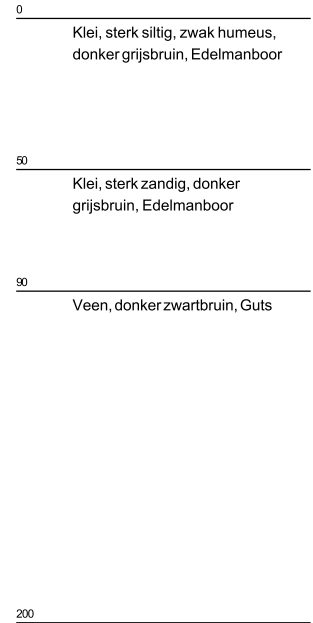 0
Klei, sterk siltig, zwak humeus,
donker grijsbruin, Edelmanboor
50
Klei, sterk zandig, donker
grijsbruin, Edelmanboor
90
Veen, donker zwartbruin, Guts
200